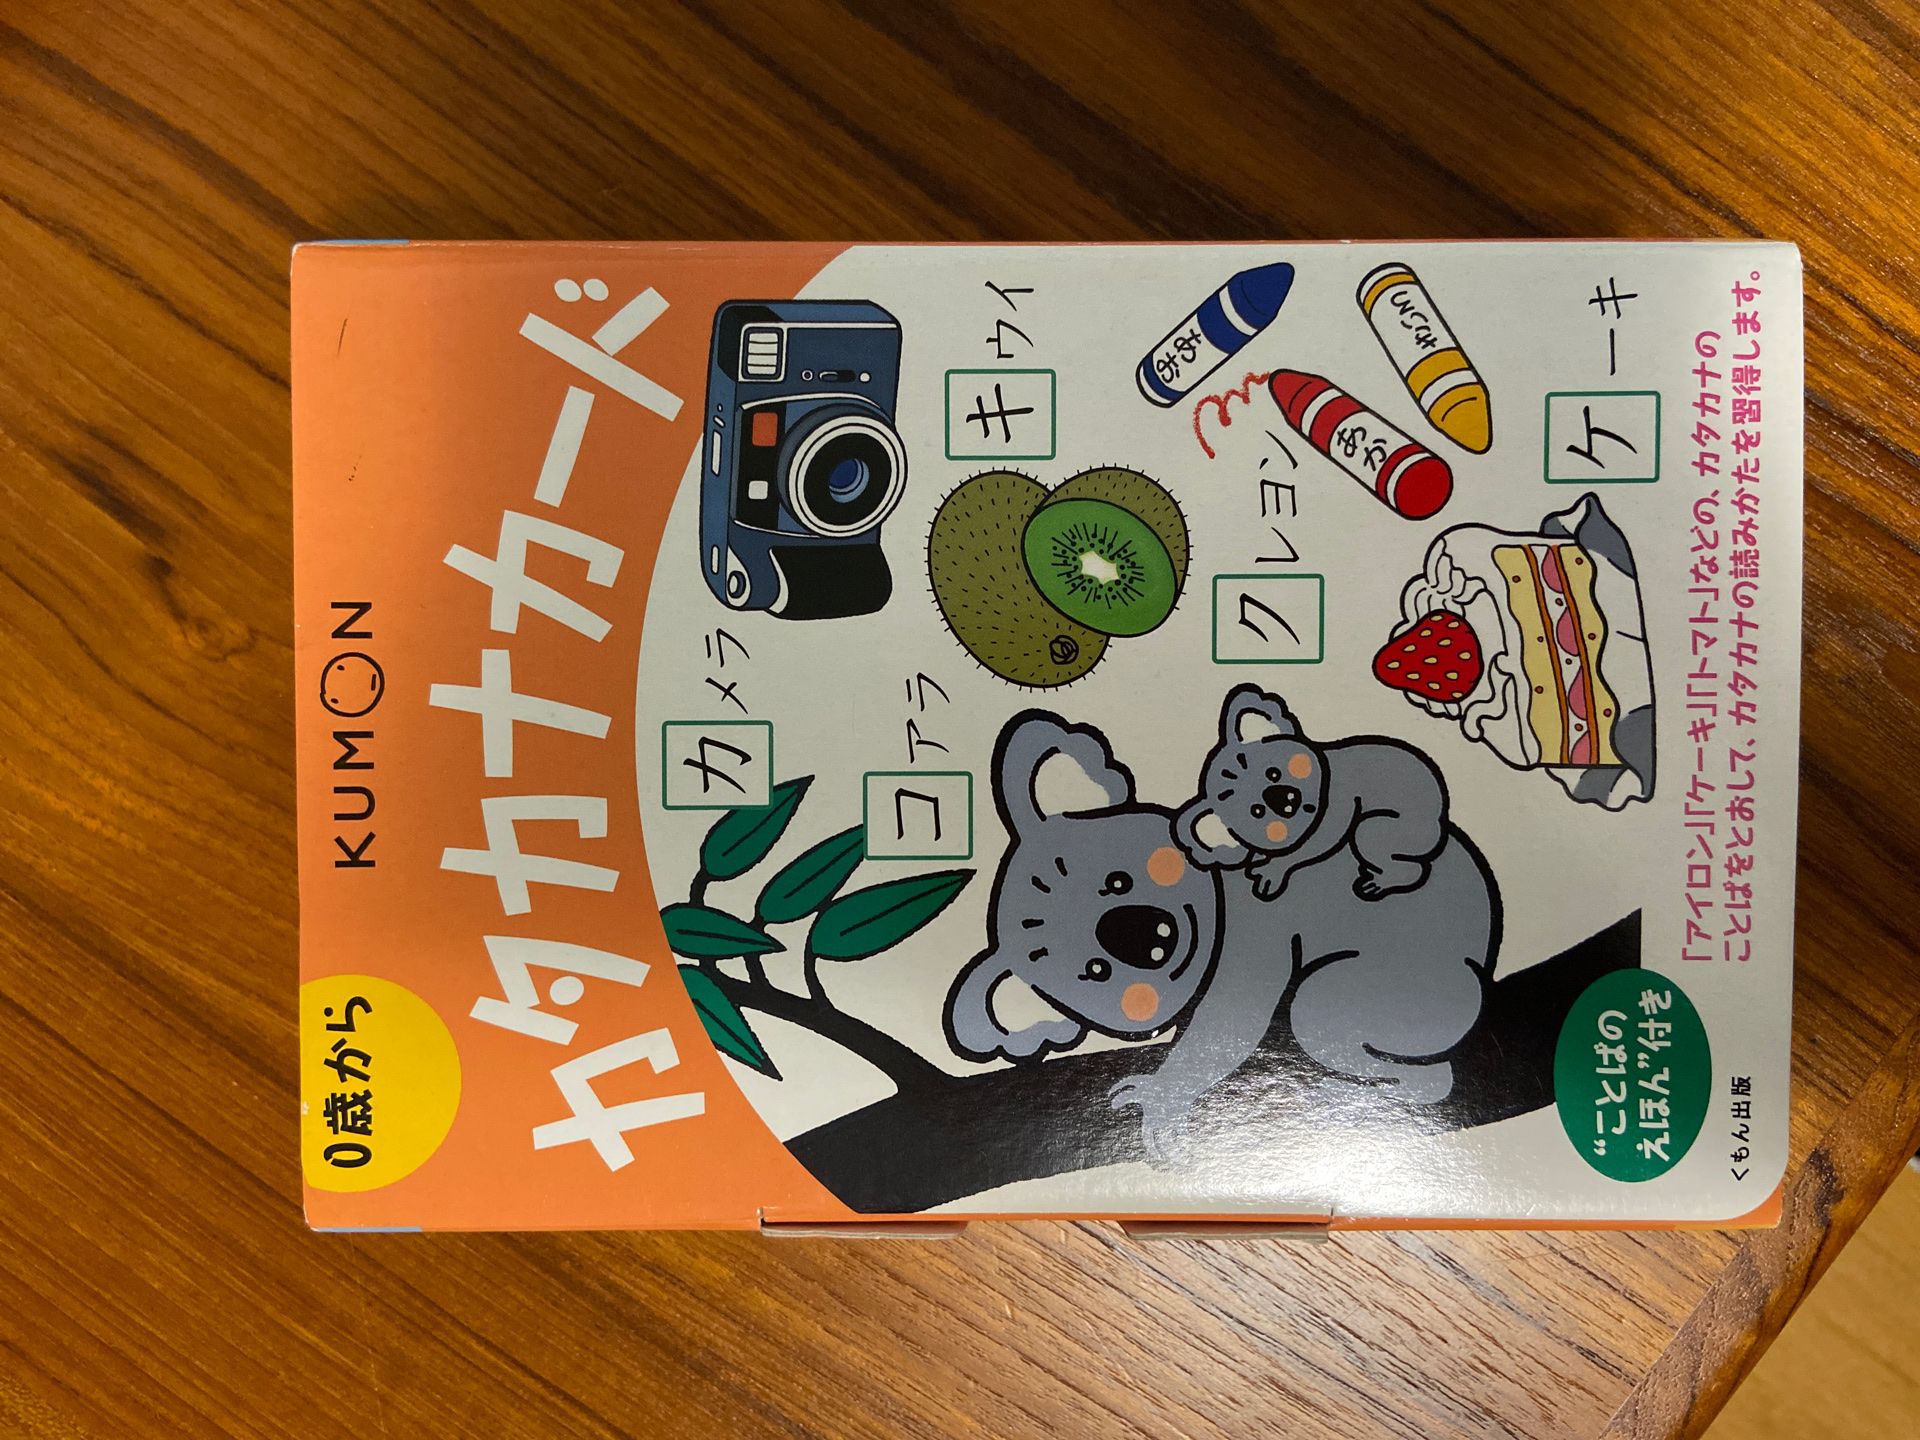 0歳から
KUMON
カタカナカード
カメラ
コアラ
キウイ
クレヨン
あお
きいろ
あか
ケーキ
"ことばの
えほん"付き
「アイロン」「ケーキ」「トマト」などの、カタカナの
ことばをとおして、カタカナの読みかたを習得します。
くもん出版